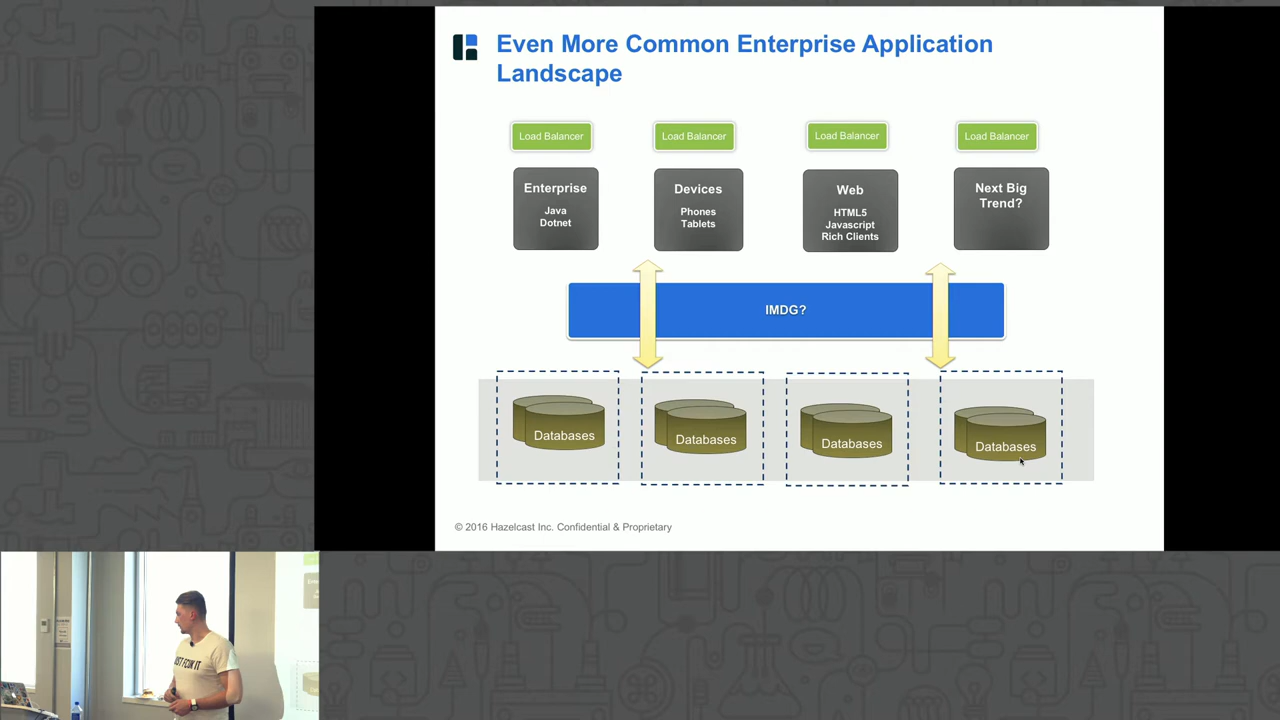 Even More Common Enterprise Application
Landscape
Load Balancer
Load Balancer
Load Balancer
Load Balancer
Enterprise
Java
Dotnet
Devices
Phones
Tablets
Web
HTML5
Javascript
Rich Clients
Next Big
Trend?
IMDG?
Databases
Databases
Databases
Databases
© 2016 Hazelcast Inc. Confidential & Proprietary